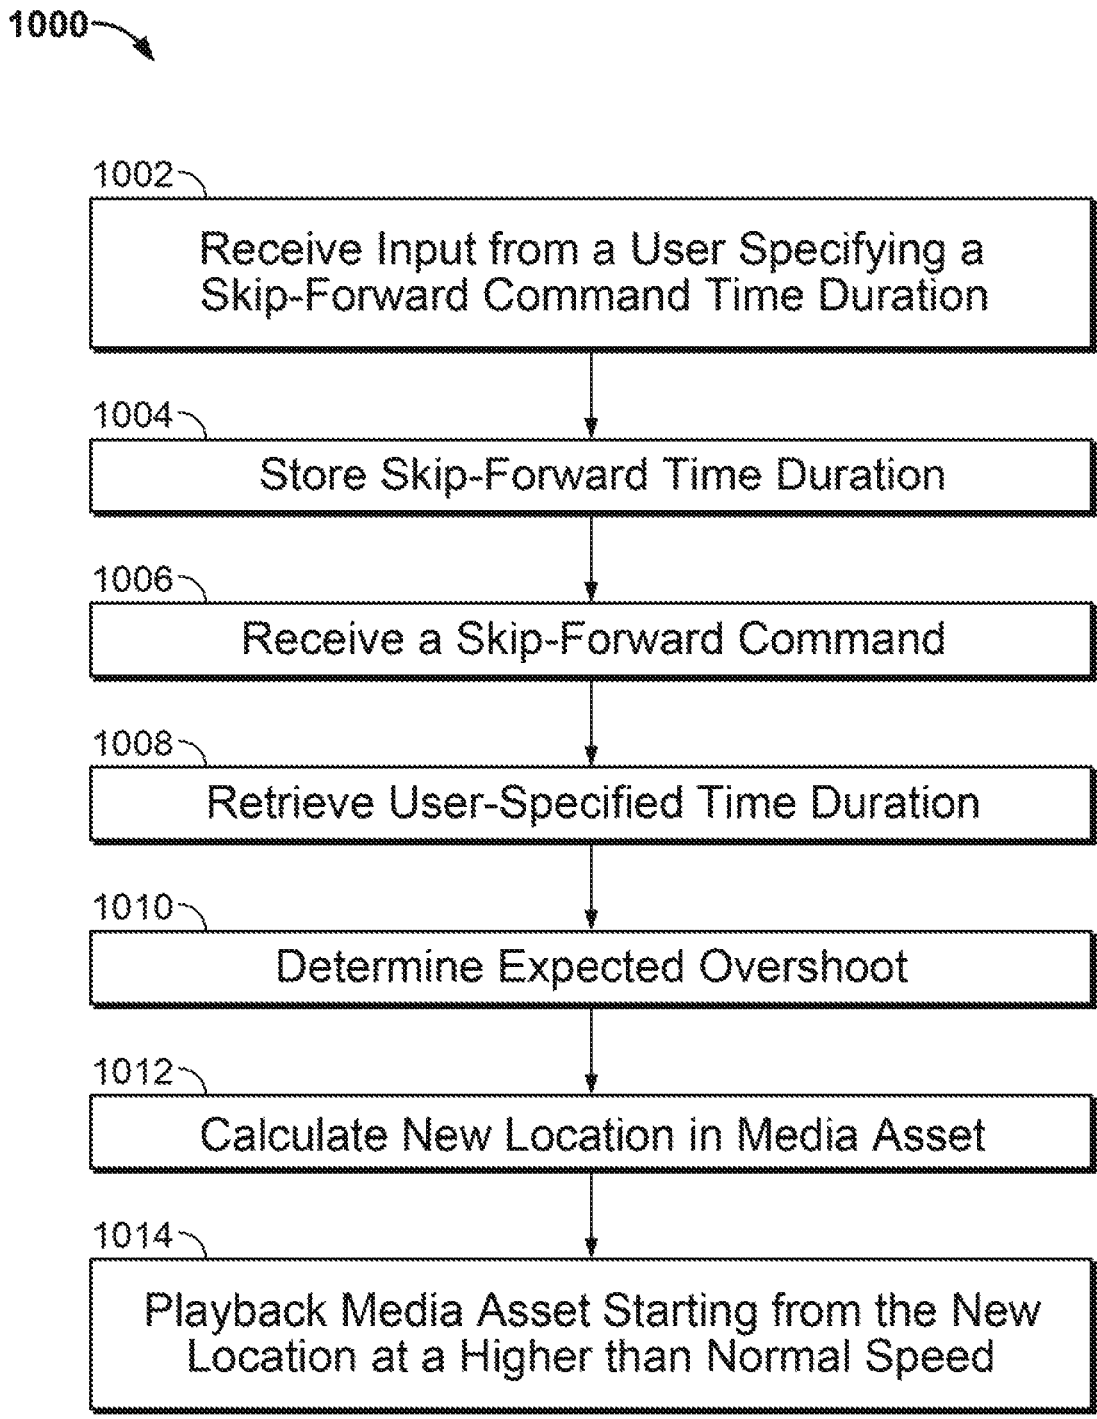 1000
1002
Receive Input from a User Specifying a
Skip-Forward Command Time Duration
1004
Store Skip-Forward Time Duration
1006
Receive a Skip-Forward Command
1008
Retrieve User-Specified Time Duration
1010
Determine Expected Overshoot
1012
Calculate New Location in Media Asset
1014
Playback Media Asset Starting from the New
Location at a Higher than Normal Speed